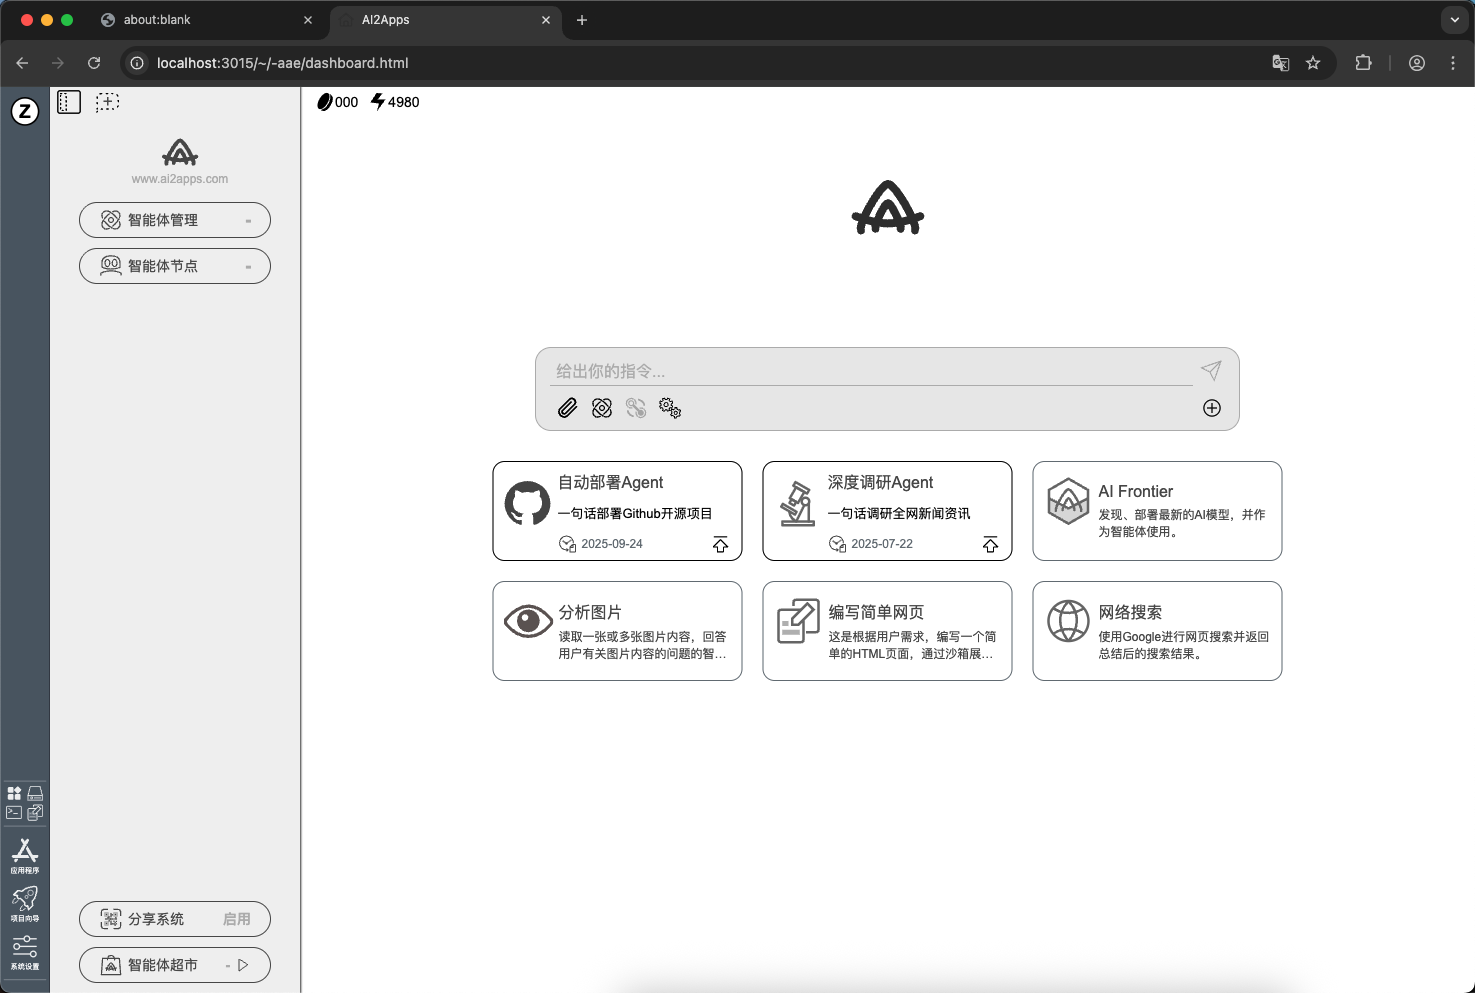 about:blank
AI2Apps
localhost:3015/~/-aae/dashboard.html
Z
000
4980
www.ai2apps.com
智能体管理 -
智能体节点 -
给出你的指令...
自动部署Agent
一句话部署Github开源项目
2025-09-24
深度调研Agent
一句话调研全网新闻资讯
2025-07-22
AI Frontier
发现、部署最新的AI模型，并作
为智能体使用。
分析图片
读取一张或多张图片内容，回答
用户有关图片内容的问题的智...
编写简单网页
这是根据用户需求，编写一个简
单的HTML页面，通过沙箱展...
网络搜索
使用Google进行网页搜索并返回
总结后的搜索结果。
应用程序
项目向导
系统设置
分享系统 启用
智能体超市 -